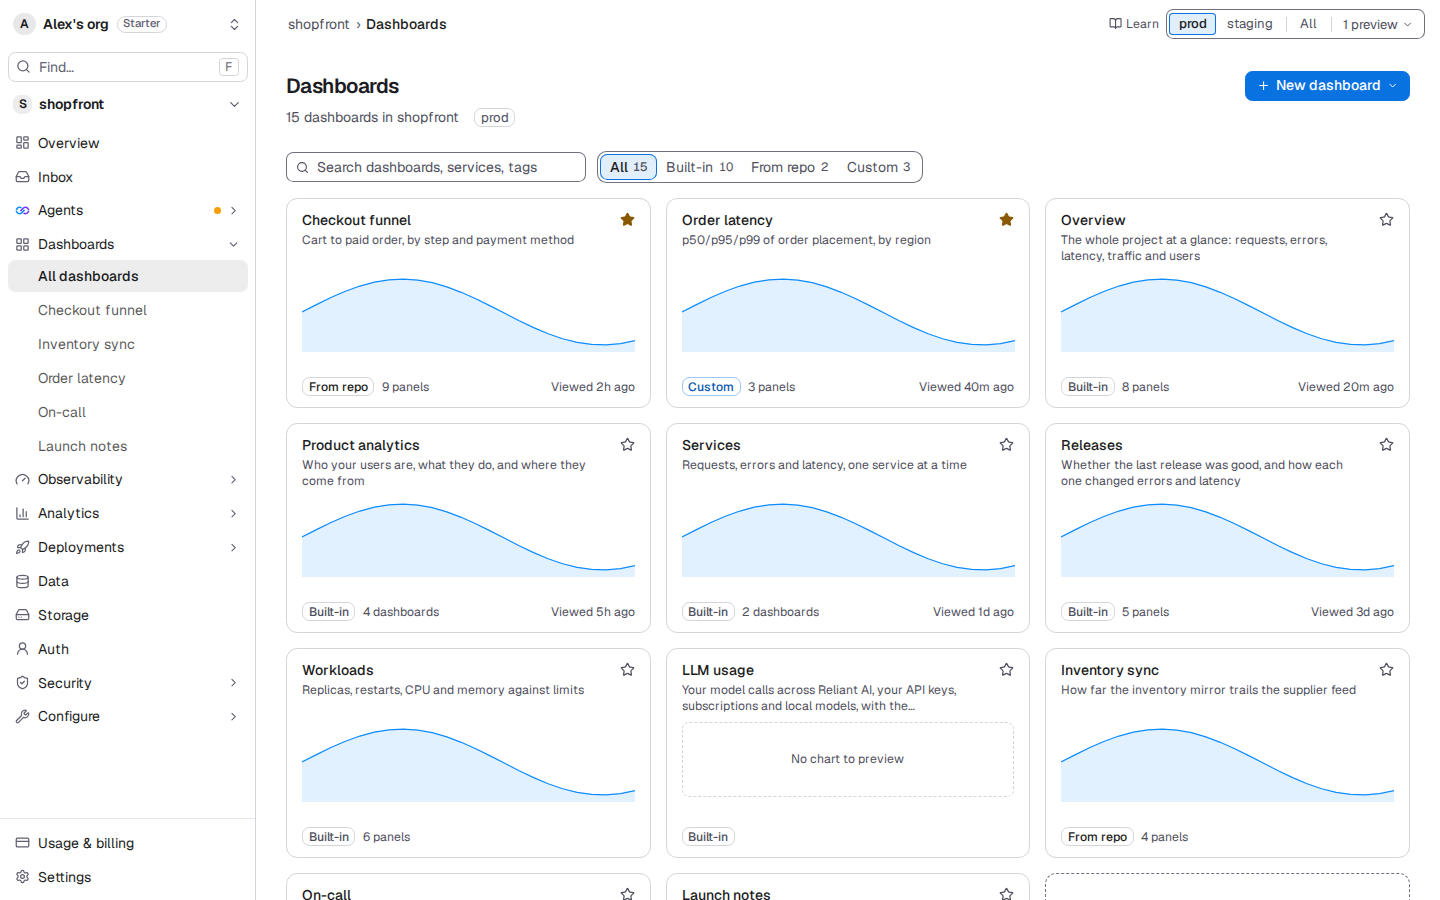 A Alex's org Starter
Find... F
S shopfront
Overview
Inbox
Agents
Dashboards
All dashboards
Checkout funnel
Inventory sync
Order latency
On-call
Launch notes
Observability
Analytics
Deployments
Data
Storage
Auth
Security
Configure
Usage & billing
Settings
shopfront › Dashboards
Learn
prod staging All 1 preview
Dashboards
New dashboard
15 dashboards in shopfront prod
Search dashboards, services, tags
All 15 Built-in 10 From repo 2 Custom 3
Checkout funnel
Cart to paid order, by step and payment method
From repo 9 panels Viewed 2h ago
Order latency
p50/p95/p99 of order placement, by region
Custom 3 panels Viewed 40m ago
Overview
The whole project at a glance: requests, errors,
latency, traffic and users
Built-in 8 panels Viewed 20m ago
Product analytics
Who your users are, what they do, and where they
come from
Built-in 4 dashboards Viewed 5h ago
Services
Requests, errors and latency, one service at a time
Built-in 2 dashboards Viewed 1d ago
Releases
Whether the last release was good, and how each
one changed errors and latency
Built-in 5 panels Viewed 3d ago
Workloads
Replicas, restarts, CPU and memory against limits
Built-in 6 panels
LLM usage
Your model calls across Reliant AI, your API keys,
subscriptions and local models, with the...
No chart to preview
Built-in
Inventory sync
How far the inventory mirror trails the supplier feed
From repo 4 panels
On-call
Launch notes